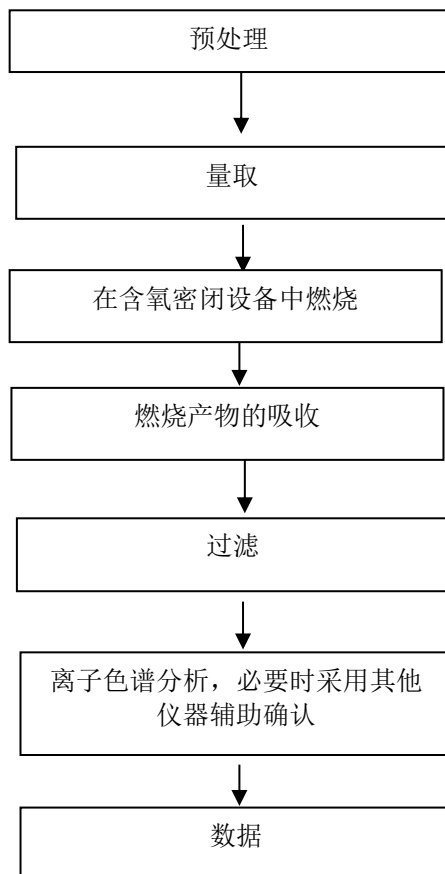 预处理
量取
在含氧密闭设备中燃烧
燃烧产物的吸收
过滤
离子色谱分析，必要时采用其他
仪器辅助确认
数据